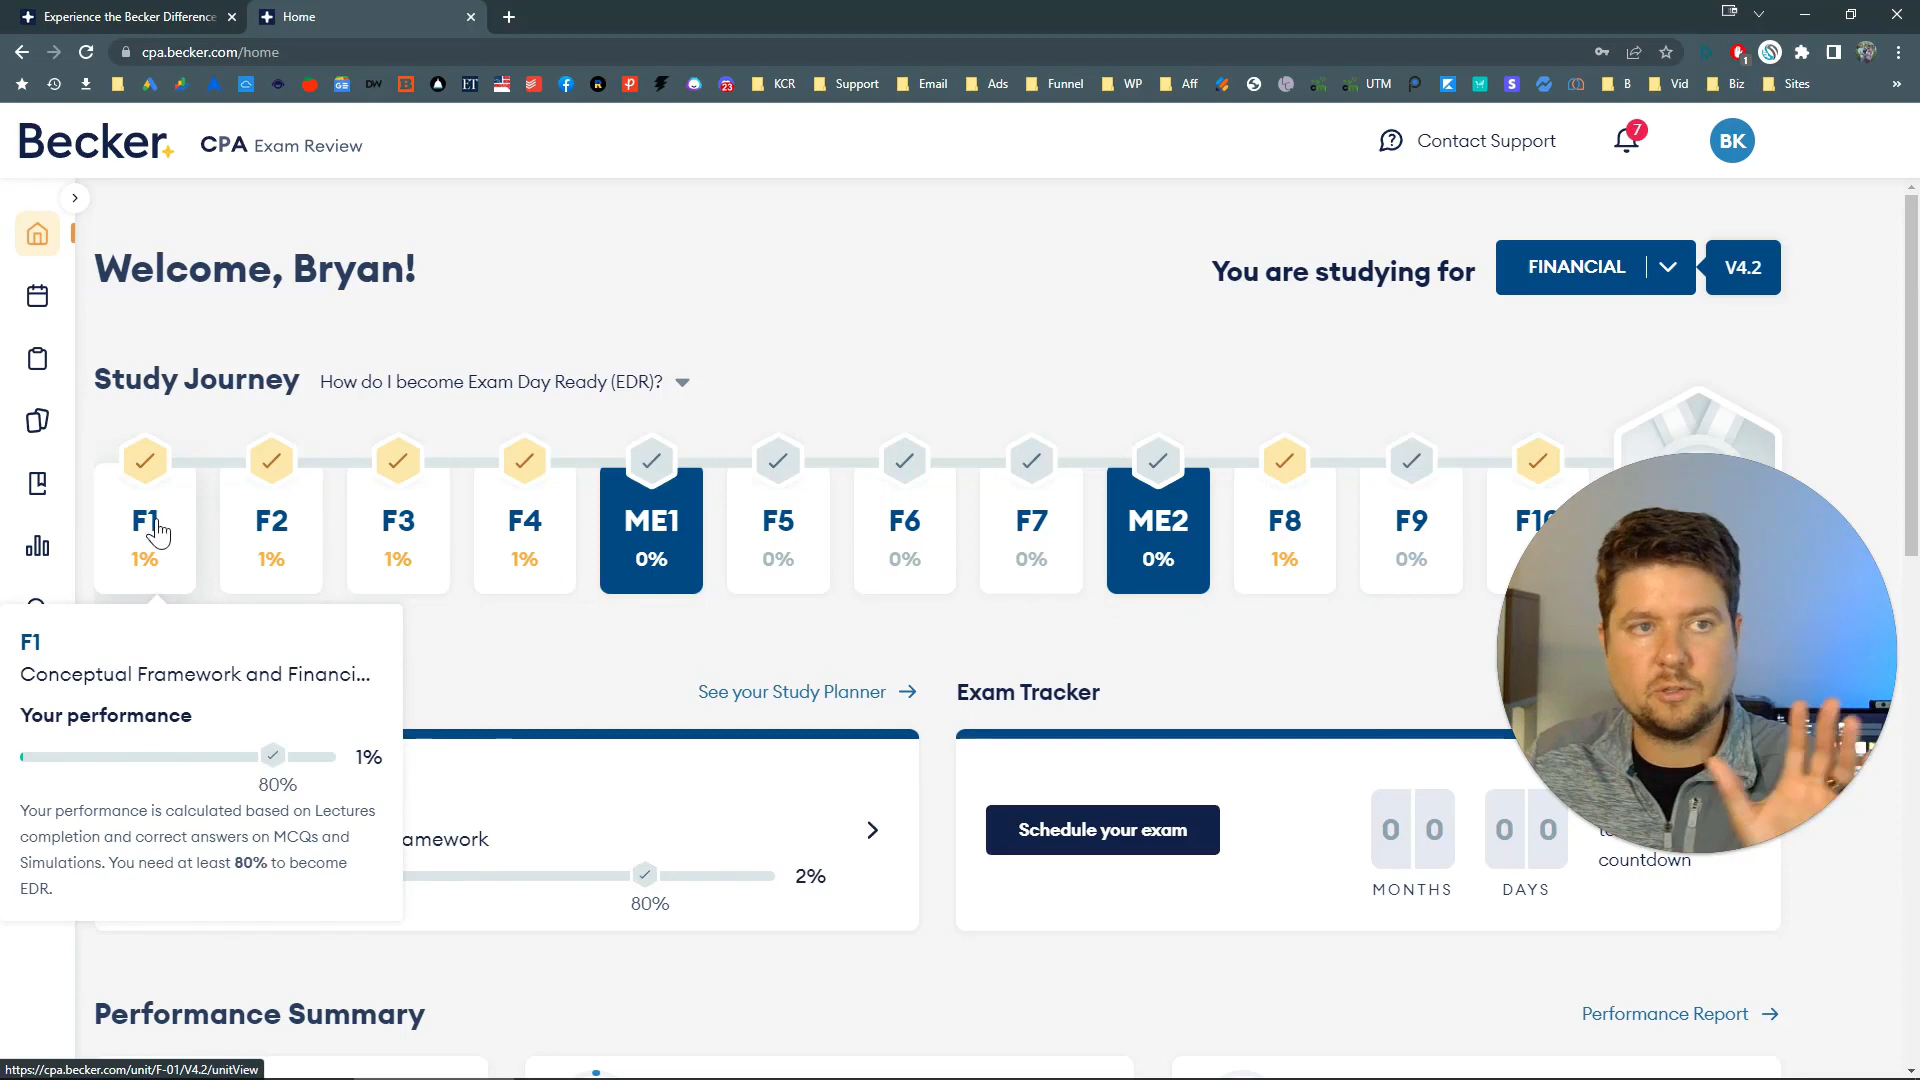 Experience the Becker Difference
Home
cpa.becker.com/home
DW
ET
23
KCR
Support
Email
Ads
Funnel
WP
Aff
UTM
B
Vid
Biz
Sites
1
Becker
CPA Exam Review
Contact Support
7
BK
Welcome, Bryan!
You are studying for
FINANCIAL
V4.2
Study Journey
How do I become Exam Day Ready (EDR)?
F1
1%
F2
1%
F3
1%
F4
1%
ME1
0%
F5
0%
F6
0%
F7
0%
ME2
0%
F8
1%
F9
0%
F1
Conceptual Framework and Financi...
Your performance
1%
80%
Your performance is calculated based on Lectures
completion and correct answers on MCQs and
Simulations. You need at least 80% to become
EDR.
See your Study Planner
amework
2%
80%
Exam Tracker
Schedule your exam
0 0
MONTHS
0 0
DAYS
countdown
Performance Summary
Performance Report
https://cpa.becker.com/unit/F-01/V4.2/unitView